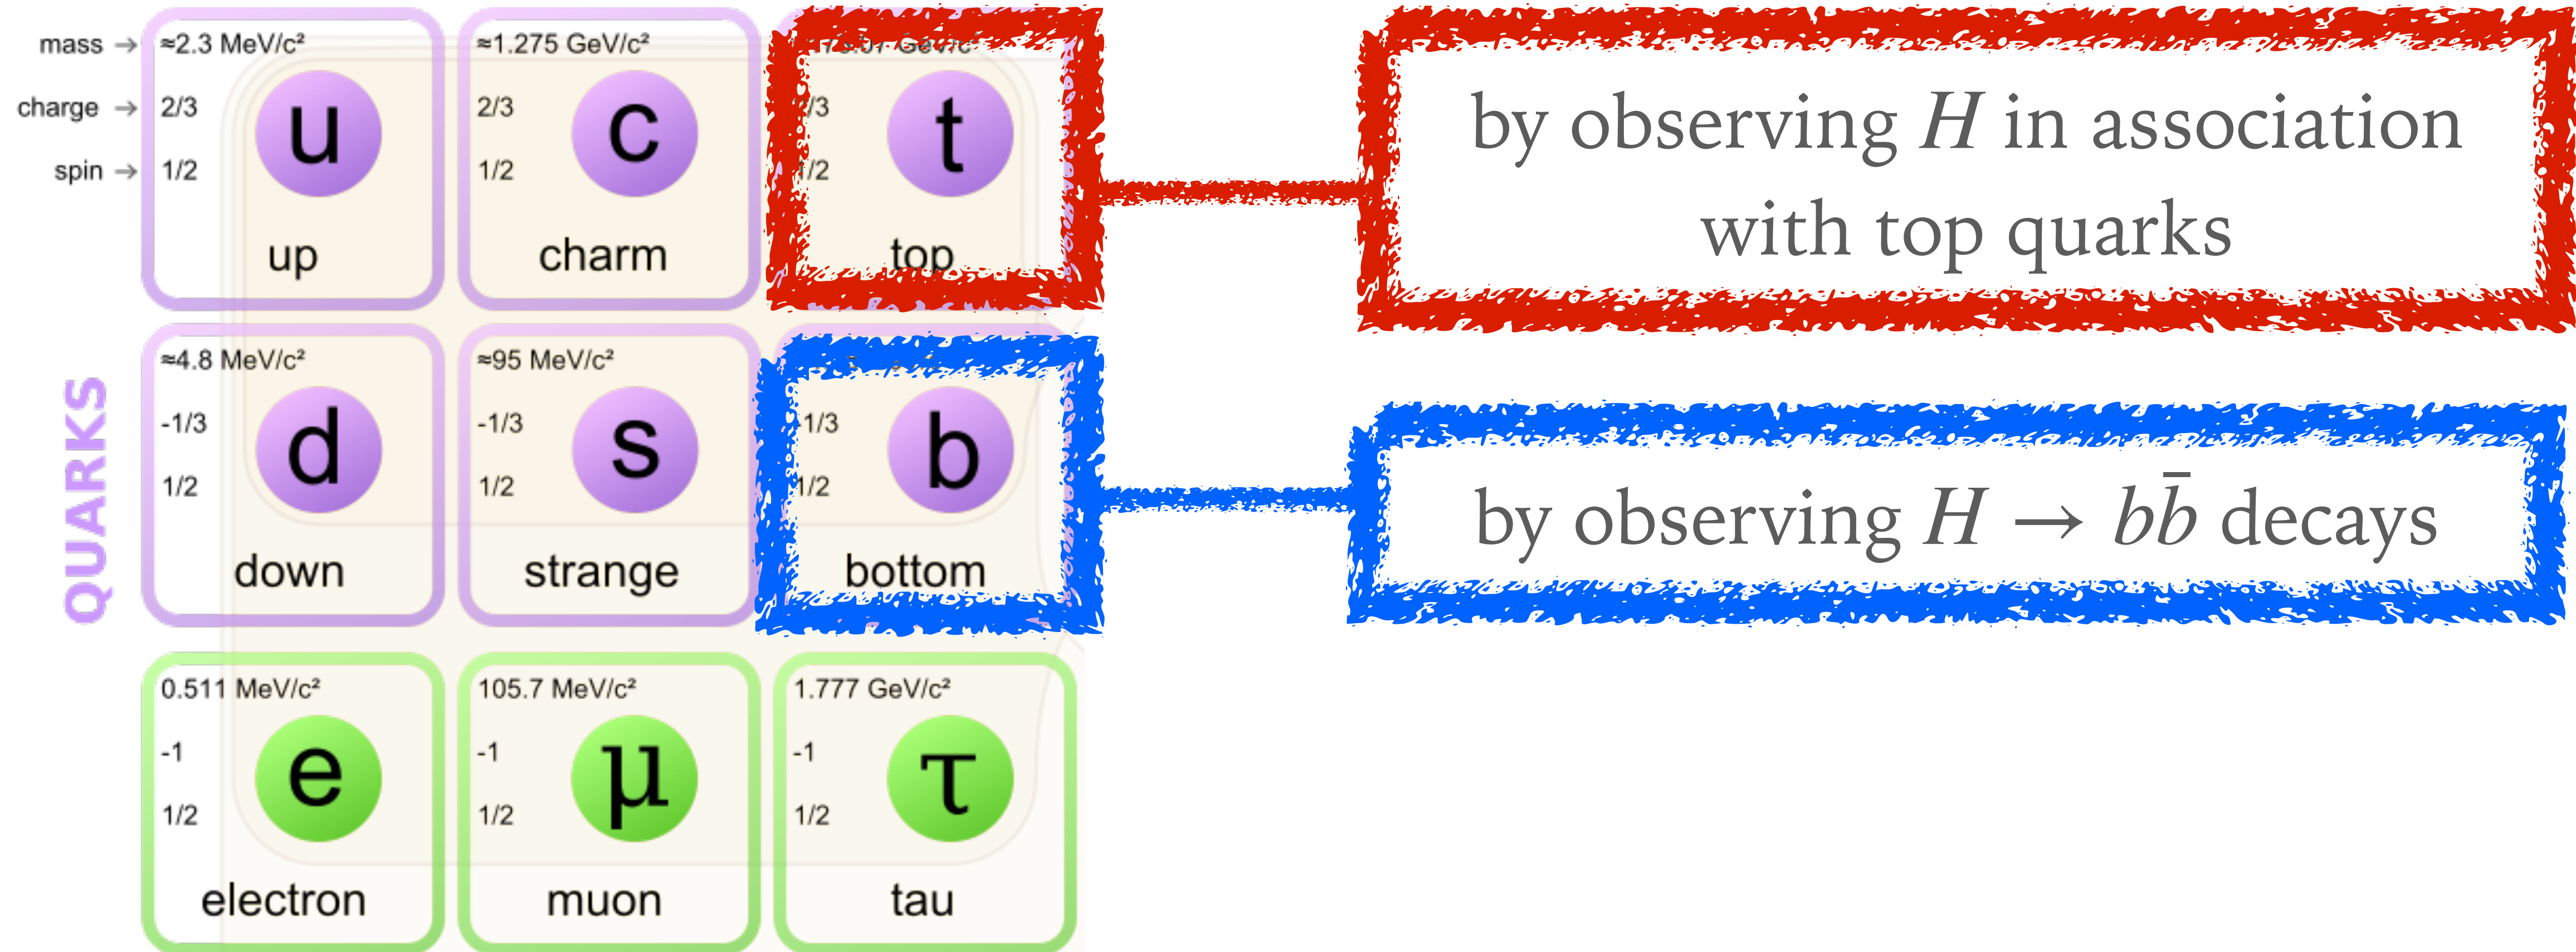 mass →
≈2.3 MeV/c²
≈1.275 GeV/c²
charge →
2/3
2/3
spin →
1/2
1/2
u
c
t
up
charm
top
by observing H in association
with top quarks
QUARKS
≈4.8 MeV/c²
≈95 MeV/c²
-1/3
-1/3
1/3
1/2
1/2
1/2
d
s
b
down
strange
bottom
by observing H → bb̄ decays
0.511 MeV/c²
105.7 MeV/c²
1.777 GeV/c²
-1
-1
-1
1/2
1/2
1/2
e
μ
τ
electron
muon
tau